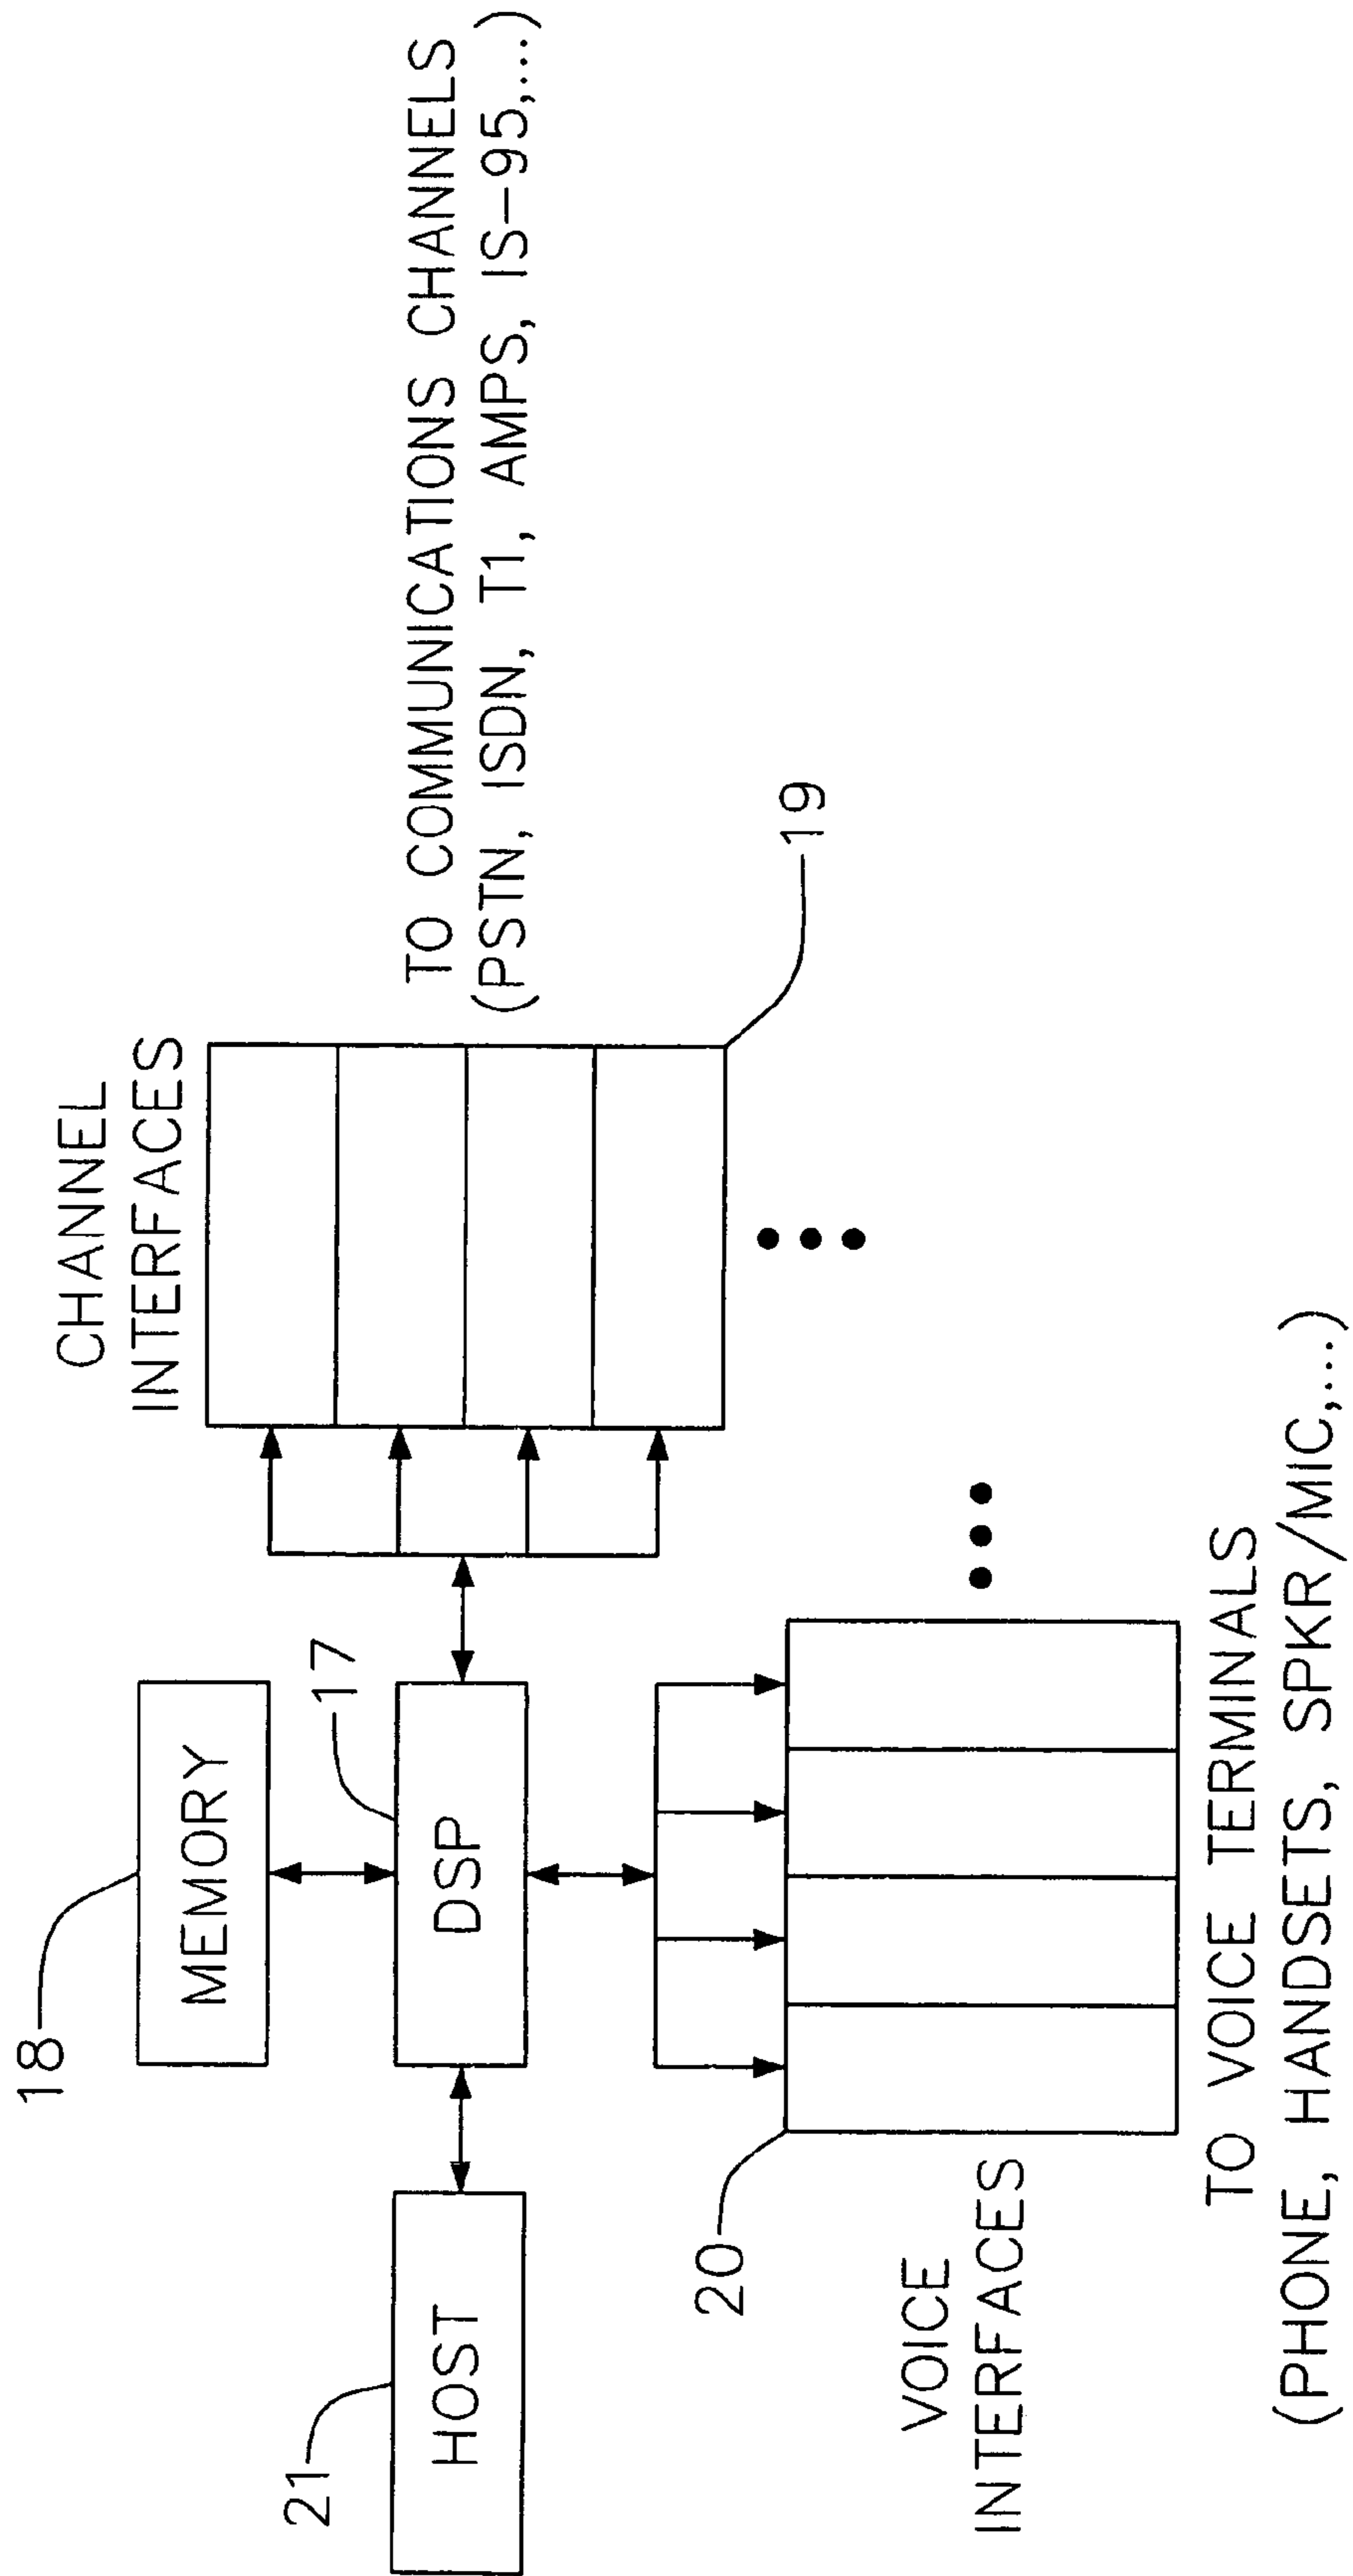 18
MEMORY
CHANNEL
INTERFACES
17
21
HOST
DSP
TO COMMUNICATIONS CHANNELS
(PSTN, ISDN, T1, AMPS, IS-95,...)
19
20
VOICE
INTERFACES
TO VOICE TERMINALS
(PHONE, HANDSETS, SPKR/MIC,...)